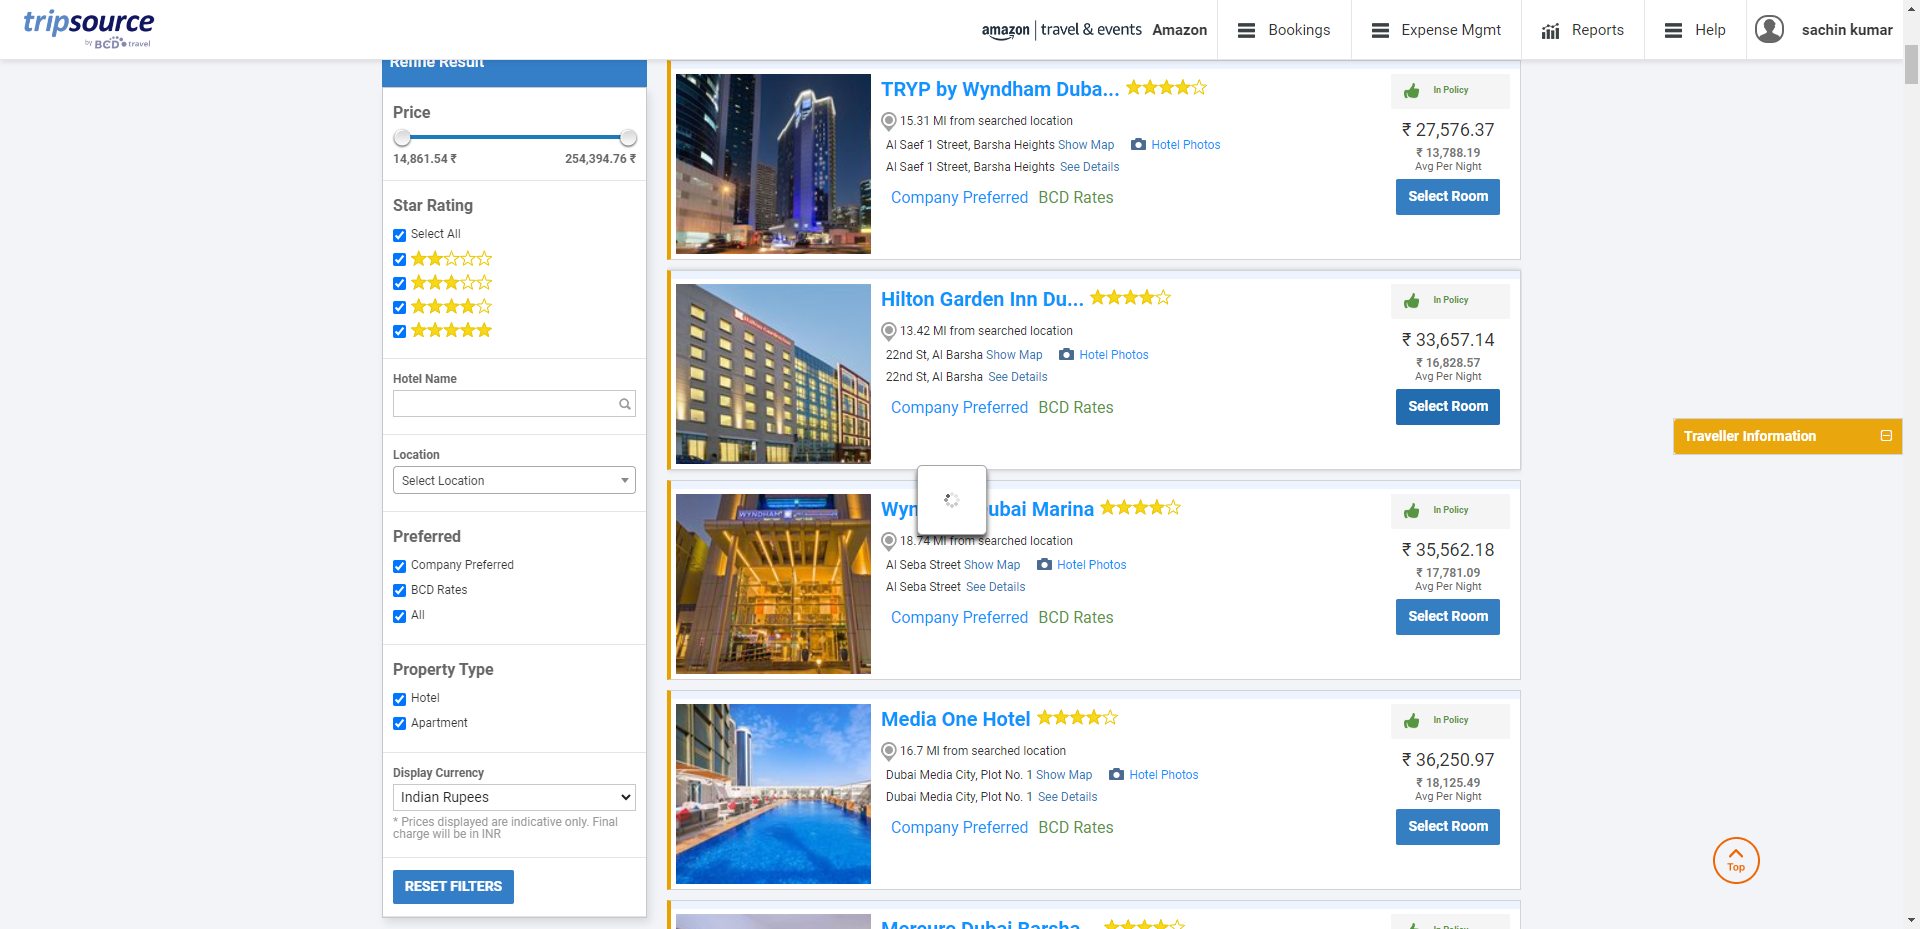 tripsource
by BCD travel
amazon travel & events Amazon
Bookings
Expense Mgmt
Reports
Help
sachin kumar
Refine Result
Price
14,861.54 ₹ 254,394.76 ₹
Star Rating
Select All
Hotel Name
Location
Select Location
Preferred
Company Preferred
BCD Rates
All
Property Type
Hotel
Apartment
Display Currency
Indian Rupees
* Prices displayed are indicative only. Final
charge will be in INR
RESET FILTERS
TRYP by Wyndham Duba...
15.31 MI from searched location
Al Saef 1 Street, Barsha Heights Show Map Hotel Photos
Al Saef 1 Street, Barsha Heights See Details
Company Preferred BCD Rates
In Policy
₹ 27,576.37
₹ 13,788.19
Avg Per Night
Select Room
Hilton Garden Inn Du...
13.42 MI from searched location
22nd St, Al Barsha Show Map Hotel Photos
22nd St, Al Barsha See Details
Company Preferred BCD Rates
In Policy
₹ 33,657.14
₹ 16,828.57
Avg Per Night
Select Room
WYNDHAM
Wyn ubai Marina
18.74 MI from searched location
Al Seba Street Show Map Hotel Photos
Al Seba Street See Details
Company Preferred BCD Rates
In Policy
₹ 35,562.18
₹ 17,781.09
Avg Per Night
Select Room
Media One Hotel
16.7 MI from searched location
Dubai Media City, Plot No. 1 Show Map Hotel Photos
Dubai Media City, Plot No. 1 See Details
Company Preferred BCD Rates
In Policy
₹ 36,250.97
₹ 18,125.49
Avg Per Night
Select Room
Mercure Dubai Barsha...
In Policy
Traveller Information
Top